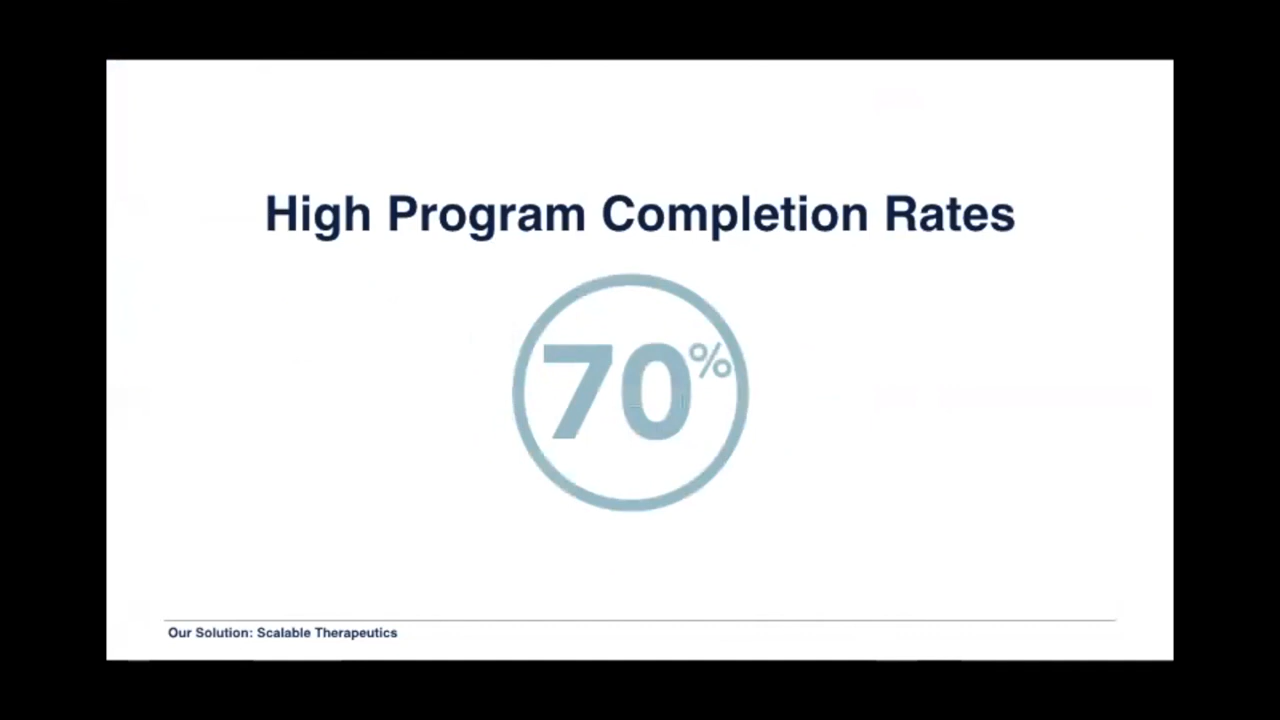 High Program Completion Rates
70%
Our Solution: Scalable Therapeutics